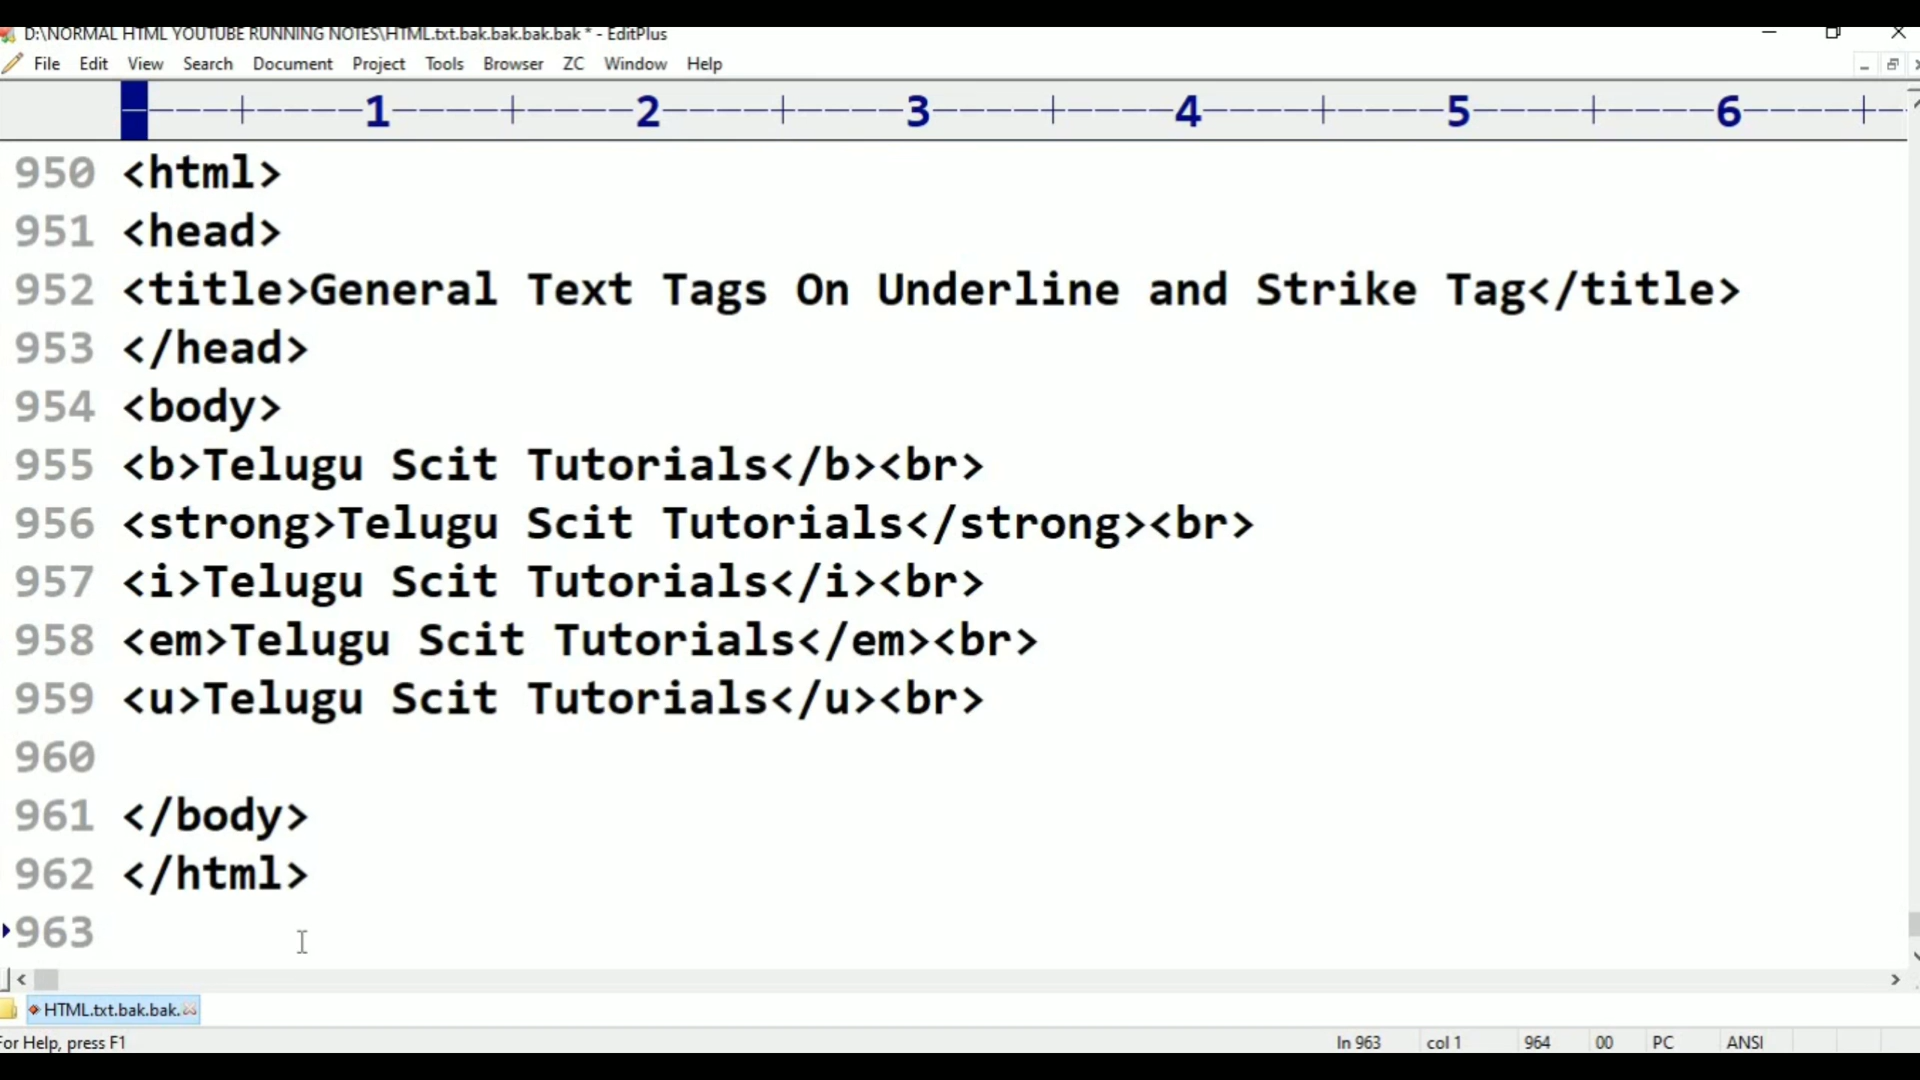 D:\NORMAL HTML YOUTUBE RUNNING NOTES\HTML.txt.bak.bak.bak.bak * - EditPlus
File Edit View Search Document Project Tools Browser ZC Window Help
----+----1----+----2----+----3----+----4----+----5----+----6----+--
950 <html>
951 <head>
952 <title>General Text Tags On Underline and Strike Tag</title>
953 </head>
954 <body>
955 <b>Telugu Scit Tutorials</b><br>
956 <strong>Telugu Scit Tutorials</strong><br>
957 <i>Telugu Scit Tutorials</i><br>
958 <em>Telugu Scit Tutorials</em><br>
959 <u>Telugu Scit Tutorials</u><br>
960
961 </body>
962 </html>
963
HTML.txt.bak.bak.
For Help, press F1 ln 963 col 1 964 00 PC ANSI